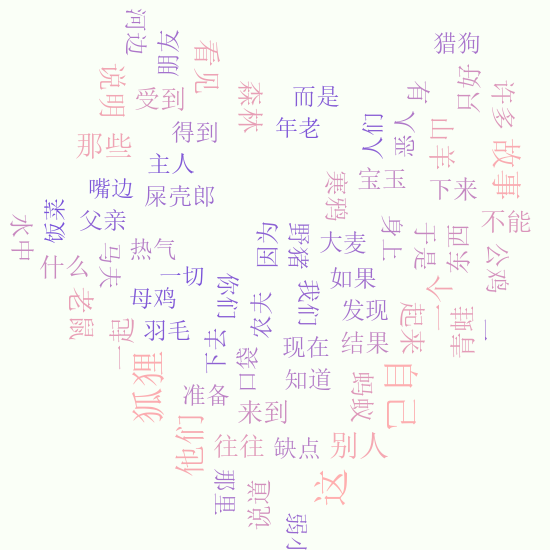 河边
朋友
看见
猎狗
说明
受到
森林
而是
有
只好
许多
那些
得到
年老
人们
恶人
山羊
故事
主人
嘴边
屎壳郎
寒鸦
宝玉
下来
水中
饭菜
父亲
因为
野猪
大麦
身上
于是
东西
不能
什么
马夫
热气
一切
母鸡
你们
我们
如果
一个
公鸡
老鼠
一起
羽毛
下去
农夫
发现
起来
青蛙
一
狐狸
口袋
现在
结果
准备
知道
蚂蚁
自己
来到
他们
往往
缺点
别人
那里
说道
这
弱小